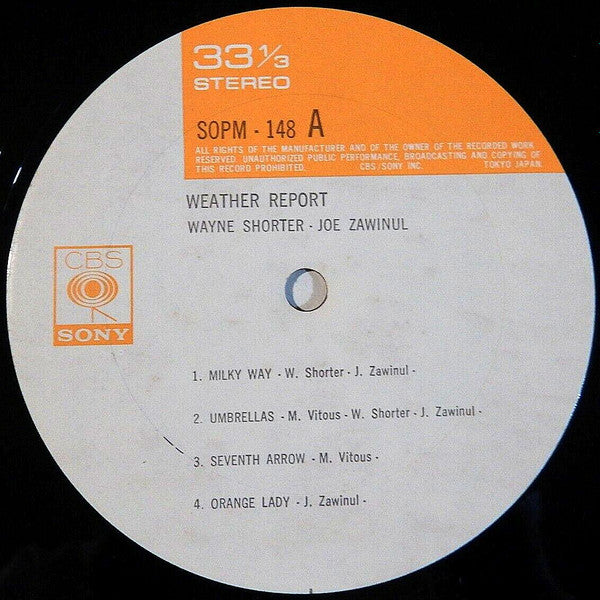 33 1/3
STEREO
SOPM - 148 A
ALL RIGHTS OF THE MANUFACTURER AND OF THE OWNER OF THE RECORDED WORK
RESERVED. UNAUTHORIZED PUBLIC PERFORMANCE, BROADCASTING AND COPYING OF
THIS RECORD PROHIBITED. CBS/SONY INC. TOKYO JAPAN.
WEATHER REPORT
WAYNE SHORTER - JOE ZAWINUL
CBS
SONY
1. MILKY WAY - W. Shorter - J. Zawinul -
2. UMBRELLAS - M. Vitous - W. Shorter - J. Zawinul -
3. SEVENTH ARROW - M. Vitous -
4. ORANGE LADY - J. Zawinul -